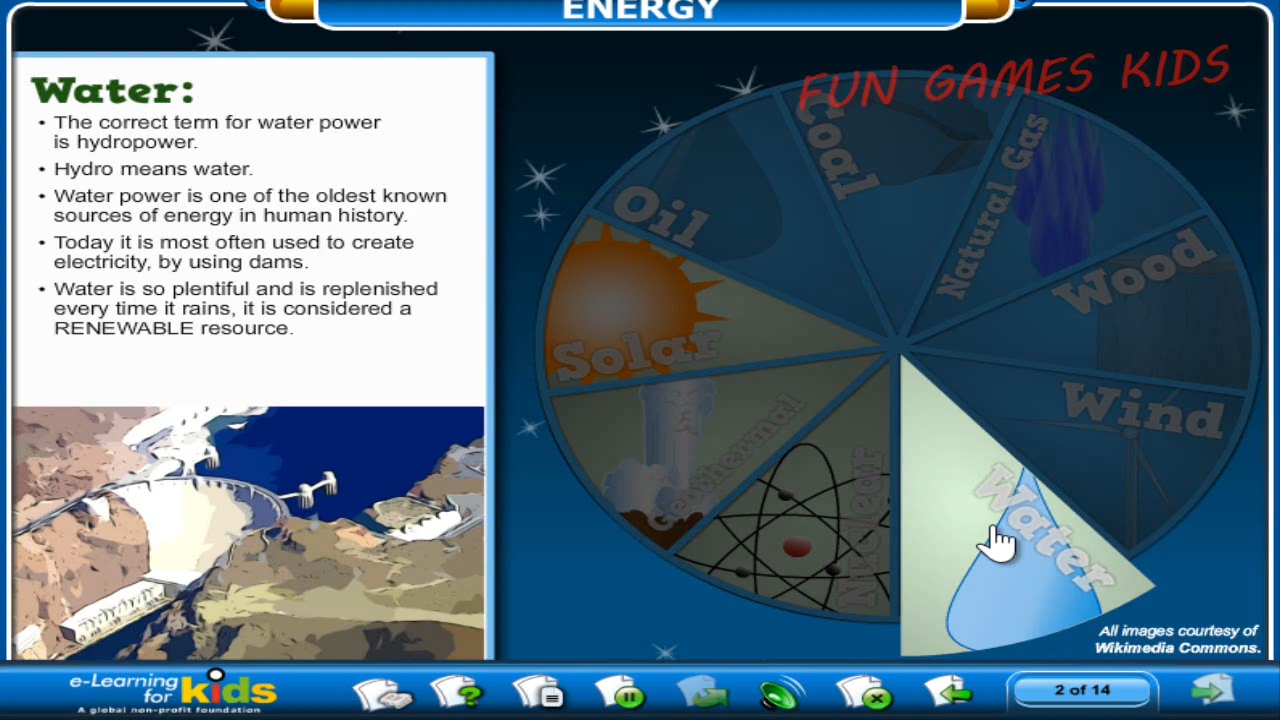 ENERGY
FUN GAMES KIDS
Water:
• The correct term for water power
is hydropower.
• Hydro means water.
• Water power is one of the oldest known
sources of energy in human history.
• Today it is most often used to create
electricity, by using dams.
• Water is so plentiful and is replenished
every time it rains, it is considered a
RENEWABLE resource.
Oil
Coal
Natural Gas
Wood
Solar
Wind
Geothermal
Nuclear
Water
All images courtesy of
Wikimedia Commons.
e-Learning
for kids
A global non-profit foundation
2 of 14